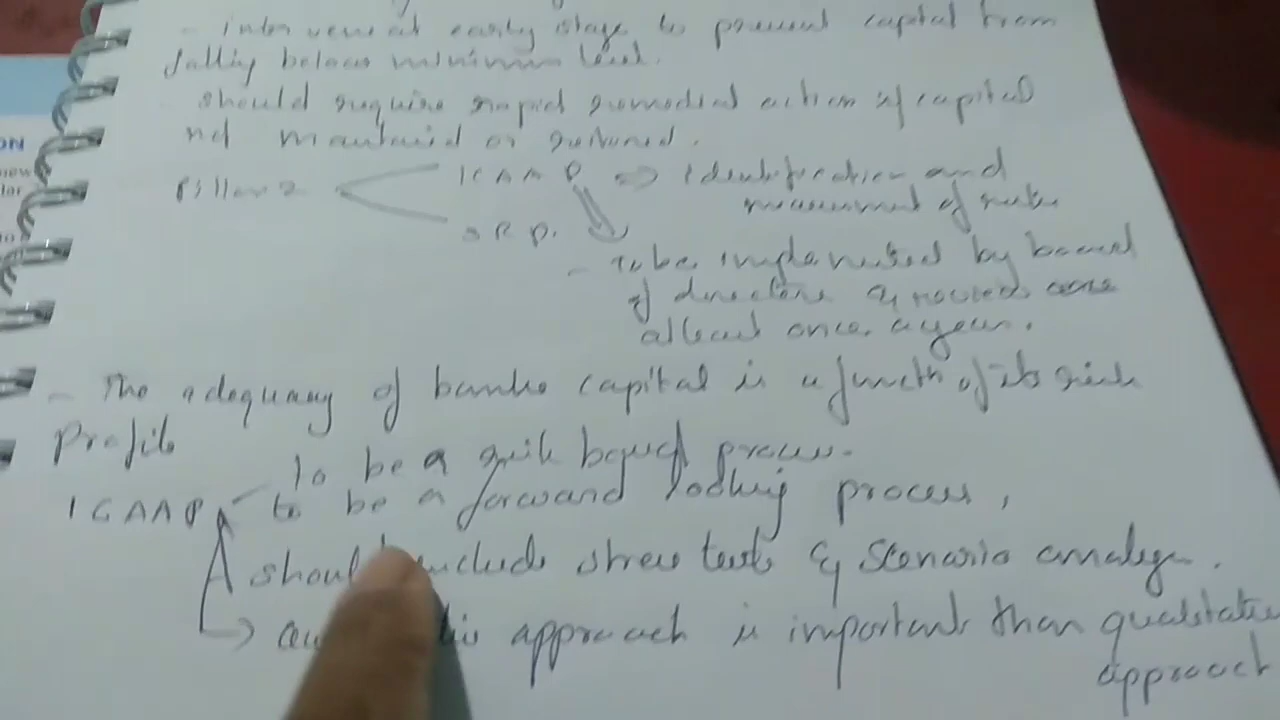 - intervene at early stage to prevent capital from
falling below minimum level.
should require rapid remedial action if capital
not maintained or restored.
Pillar 2
ICAAP => identification and
measurement of risks
SRP.
- To be implemented by board
of directors & review
atleast once a year.
- The adequacy of banks capital is a function of its risk
Profile
To be a risk based process.
ICAAP - to be a forward looking process,
should include stress tests & scenario analysis.
approach is important than qualitative
approach
ON